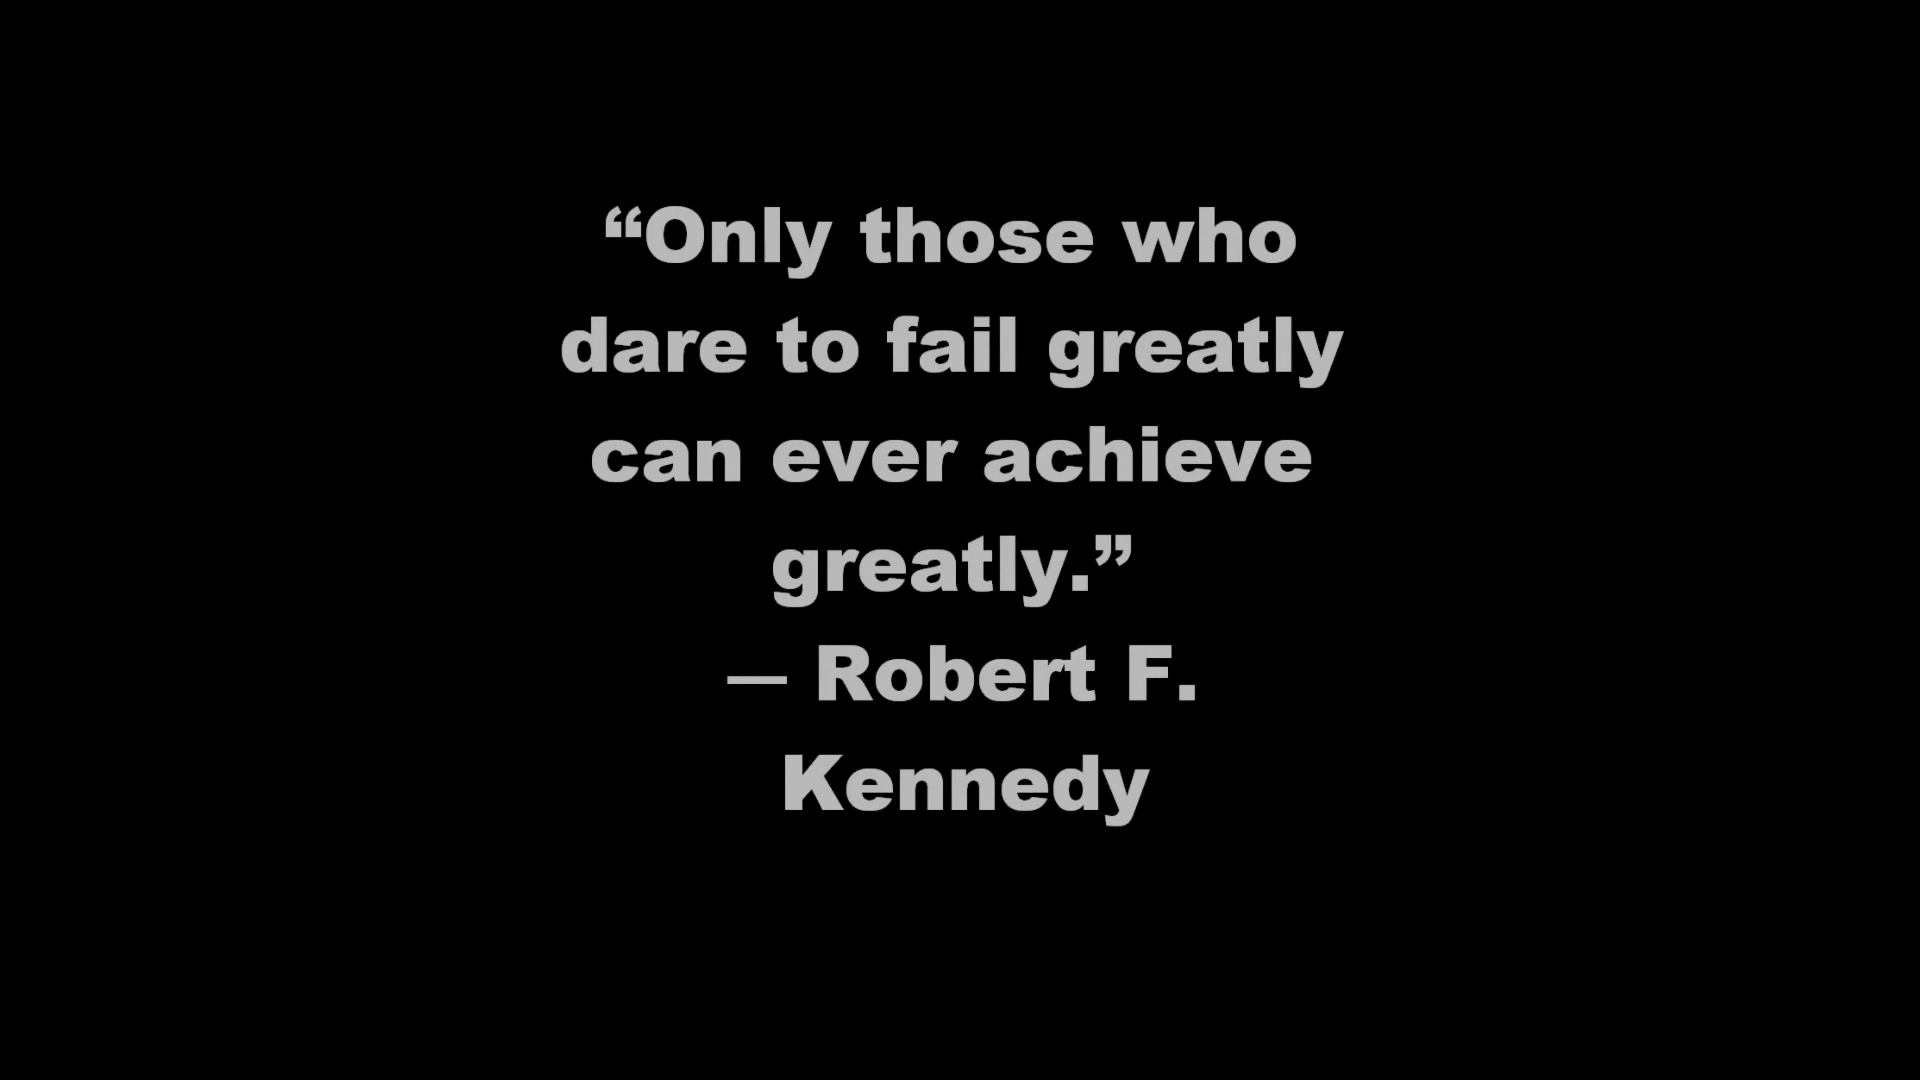 “Only those who
dare to fail greatly
can ever achieve
greatly.”
— Robert F.
Kennedy